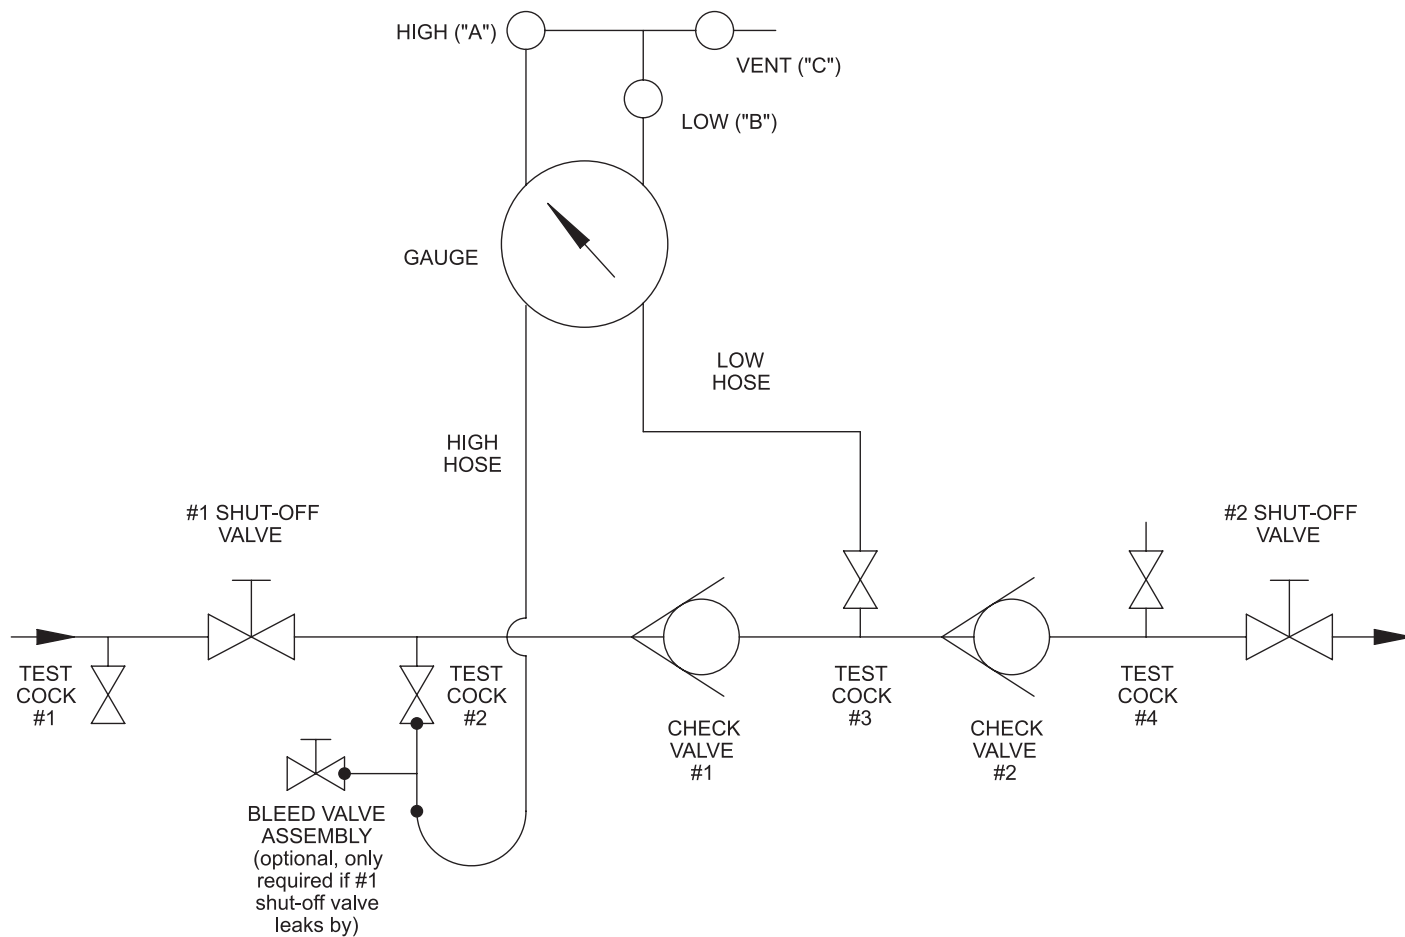 HIGH ("A")
VENT ("C")
LOW ("B")
GAUGE
LOW
HOSE
HIGH
HOSE
#1 SHUT-OFF
VALVE
#2 SHUT-OFF
VALVE
TEST
COCK
#1
TEST
COCK
#2
CHECK
VALVE
#1
TEST
COCK
#3
CHECK
VALVE
#2
TEST
COCK
#4
BLEED VALVE
ASSEMBLY
(optional, only
required if #1
shut-off valve
leaks by)